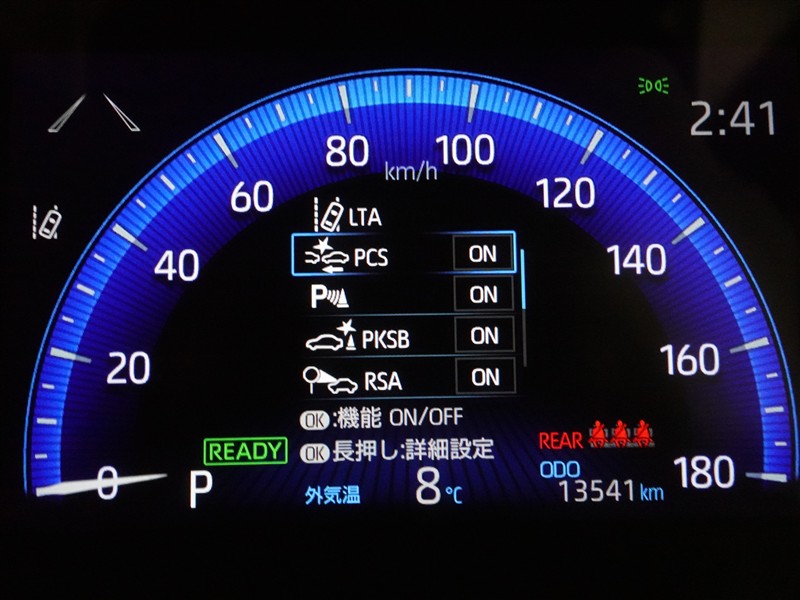 2:41
80
100
km/h
60
120
LTA
40
PCS ON
140
P ON
PKSB ON
20
160
RSA ON
OK:機能 ON/OFF
READY
OK長押し:詳細設定
REAR
0
P
外気温 8℃
ODO
13541km
180